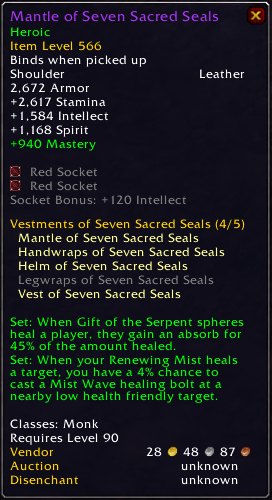 Mantle of Seven Sacred Seals
Heroic
Item Level 566
Binds when picked up
Shoulder Leather
2,672 Armor
+2,617 Stamina
+1,584 Intellect
+1,168 Spirit
+940 Mastery
Red Socket
Red Socket
Socket Bonus: +120 Intellect
Vestments of Seven Sacred Seals (4/5)
Mantle of Seven Sacred Seals
Handwraps of Seven Sacred Seals
Helm of Seven Sacred Seals
Legwraps of Seven Sacred Seals
Vest of Seven Sacred Seals
Set: When Gift of the Serpent spheres
heal a player, they gain an absorb for
45% of the amount healed.
Set: When your Renewing Mist heals
a target, you have a 4% chance to
cast a Mist Wave healing bolt at a
nearby low health friendly target.
Classes: Monk
Requires Level 90
Vendor 28 48 87
Auction unknown
Disenchant unknown